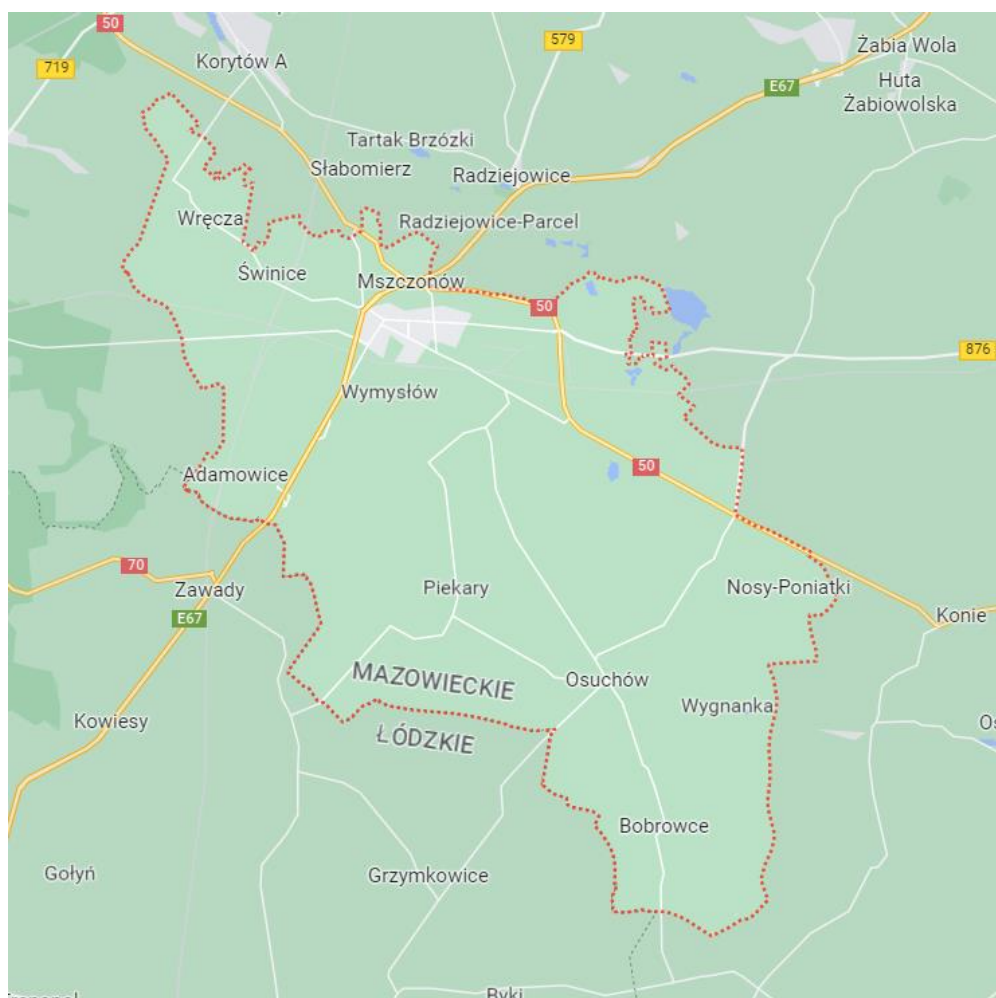 50
Korytów A
719
579
Żabia Wola
E67
Huta
Żabiowolska
Tartak Brzózki
Słabomierz
Radziejowice
Wręcza
Radziejowice-Parcel
Świnice
Mszczonów
50
876
Wymysłów
50
Adamowice
70
Zawady
Piekary
Nosy-Poniatki
E67
Konie
MAZOWIECKIE
Osuchów
Wygnanka
Kowiesy
ŁÓDZKIE
Bobrowce
Gołyń
Grzymkowice